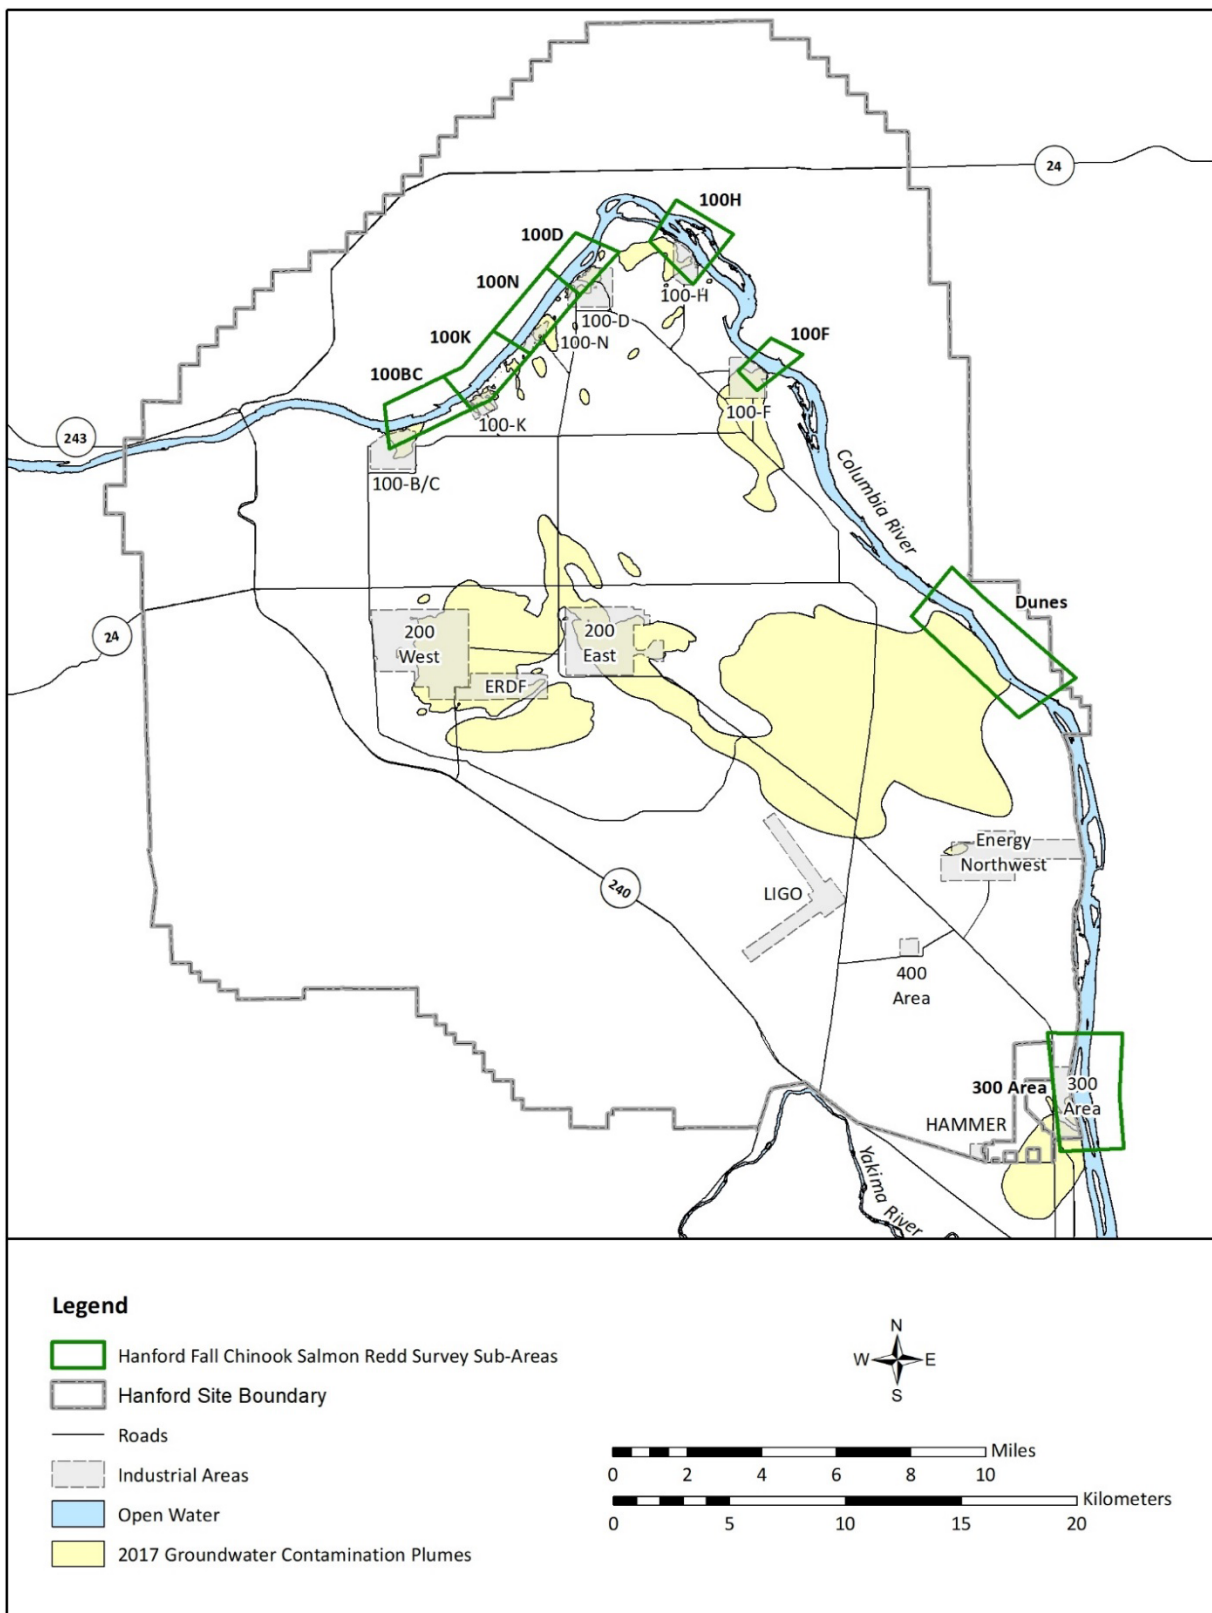 24
100H
100D
100N
100-H
100-D
100K
100-N
100F
100BC
100-F
100-K
243
100-B/C
Columbia River
Dunes
24
200
West
200
East
ERDF
Energy
Northwest
240
LIGO
400
Area
300 Area
300
Area
HAMMER
Yakima River
Legend
Hanford Fall Chinook Salmon Redd Survey Sub-Areas
Hanford Site Boundary
Roads
Industrial Areas
Open Water
2017 Groundwater Contamination Plumes
N
W E
S
Miles
0 2 4 6 8 10
Kilometers
0 5 10 15 20